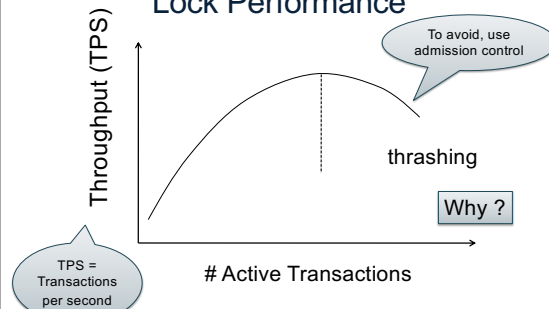 Lock Performance
To avoid, use
admission control
Throughput (TPS)
thrashing
Why ?
TPS =
Transactions
per second
# Active Transactions